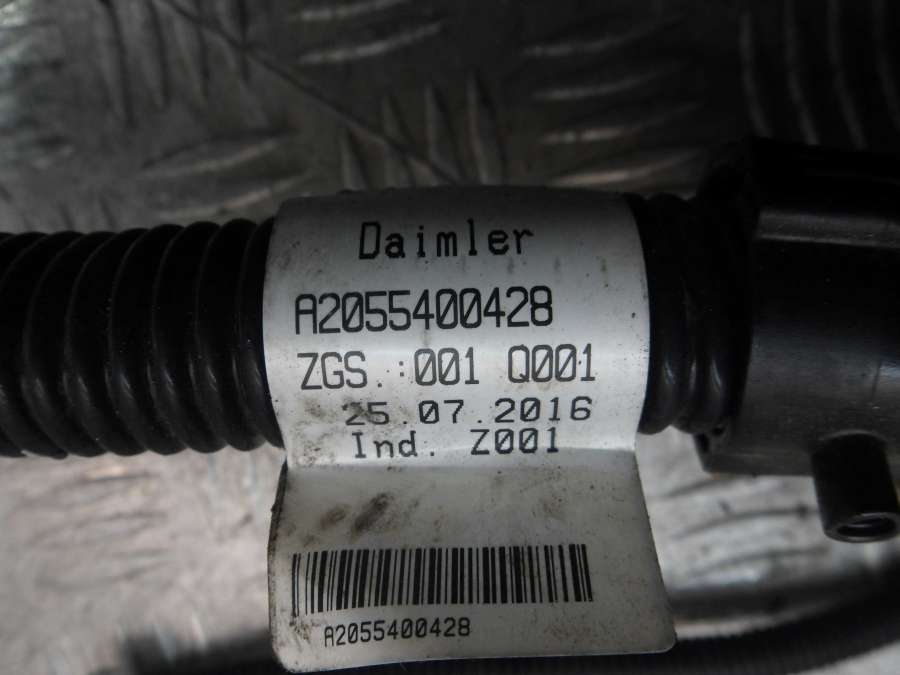 Daimler
A2055400428
ZGS.:001 Q001
25.07.2016
Ind. Z001
A2055400428